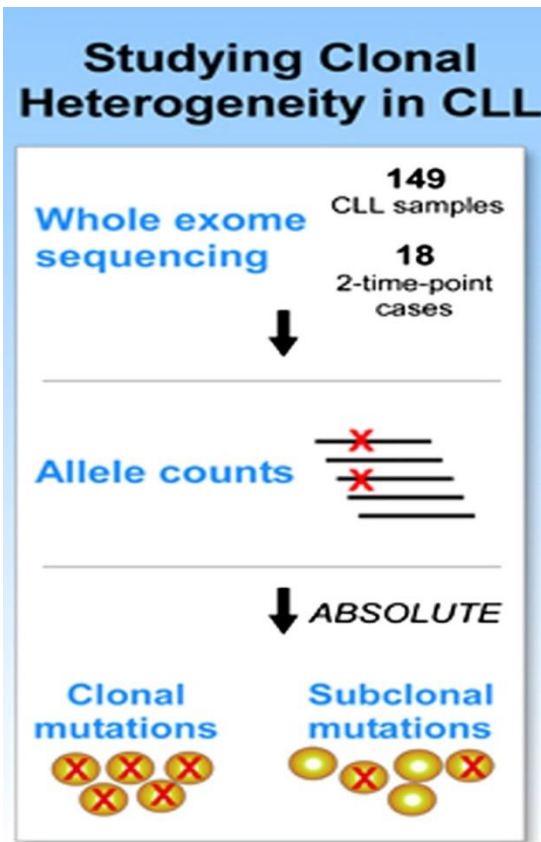 Studying Clonal
Heterogeneity in CLL
Whole exome
sequencing
149
CLL samples
18
2-time-point
cases
Allele counts
X
X
ABSOLUTE
Clonal
mutations
X X X
X X
Subclonal
mutations
X X